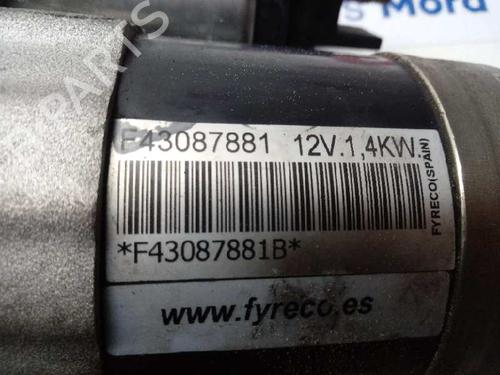 F43087881 12V.1,4KW.
FYRECO(SPAIN)
*F43087881B*
www.fyreco.es